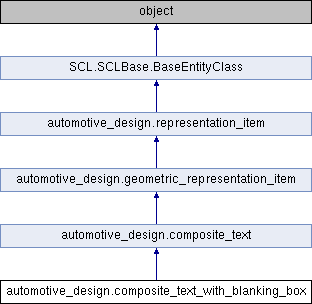 object
SCL.SCLBase.BaseEntityClass
automotive_design.representation_item
automotive_design.geometric_representation_item
automotive_design.composite_text
automotive_design.composite_text_with_blanking_box